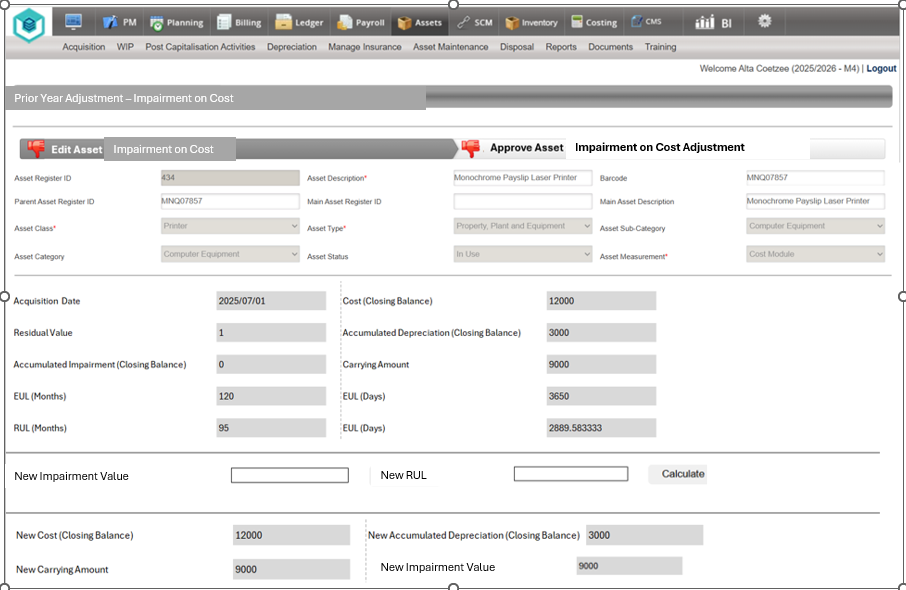 PM Planning Billing Ledger Payroll Assets SCM Inventory Costing CMS BI
Acquisition WIP Post Capitalisation Activities Depreciation Manage Insurance Asset Maintenance Disposal Reports Documents Training
Welcome Alta Coetzee (2025/2026 - M4) | Logout
Prior Year Adjustment – Impairment on Cost
Edit Asset Impairment on Cost Approve Asset Impairment on Cost Adjustment
Asset Register ID 434 Asset Description* Monochrome Payslip Laser Printer Barcode MNQ07857
Parent Asset Register ID MNQ07857 Main Asset Register ID Main Asset Description Monochrome Payslip Laser Printer
Asset Class* Printer Asset Type* Property, Plant and Equipment Asset Sub-Category Computer Equipment
Asset Category Computer Equipment Asset Status In Use Asset Measurement* Cost Module
Acquisition Date 2025/07/01 Cost (Closing Balance) 12000
Residual Value 1 Accumulated Depreciation (Closing Balance) 3000
Accumulated Impairment (Closing Balance) 0 Carrying Amount 9000
EUL (Months) 120 EUL (Days) 3650
RUL (Months) 95 EUL (Days) 2889.583333
New Impairment Value New RUL Calculate
New Cost (Closing Balance) 12000 New Accumulated Depreciation (Closing Balance) 3000
New Carrying Amount 9000 New Impairment Value 9000